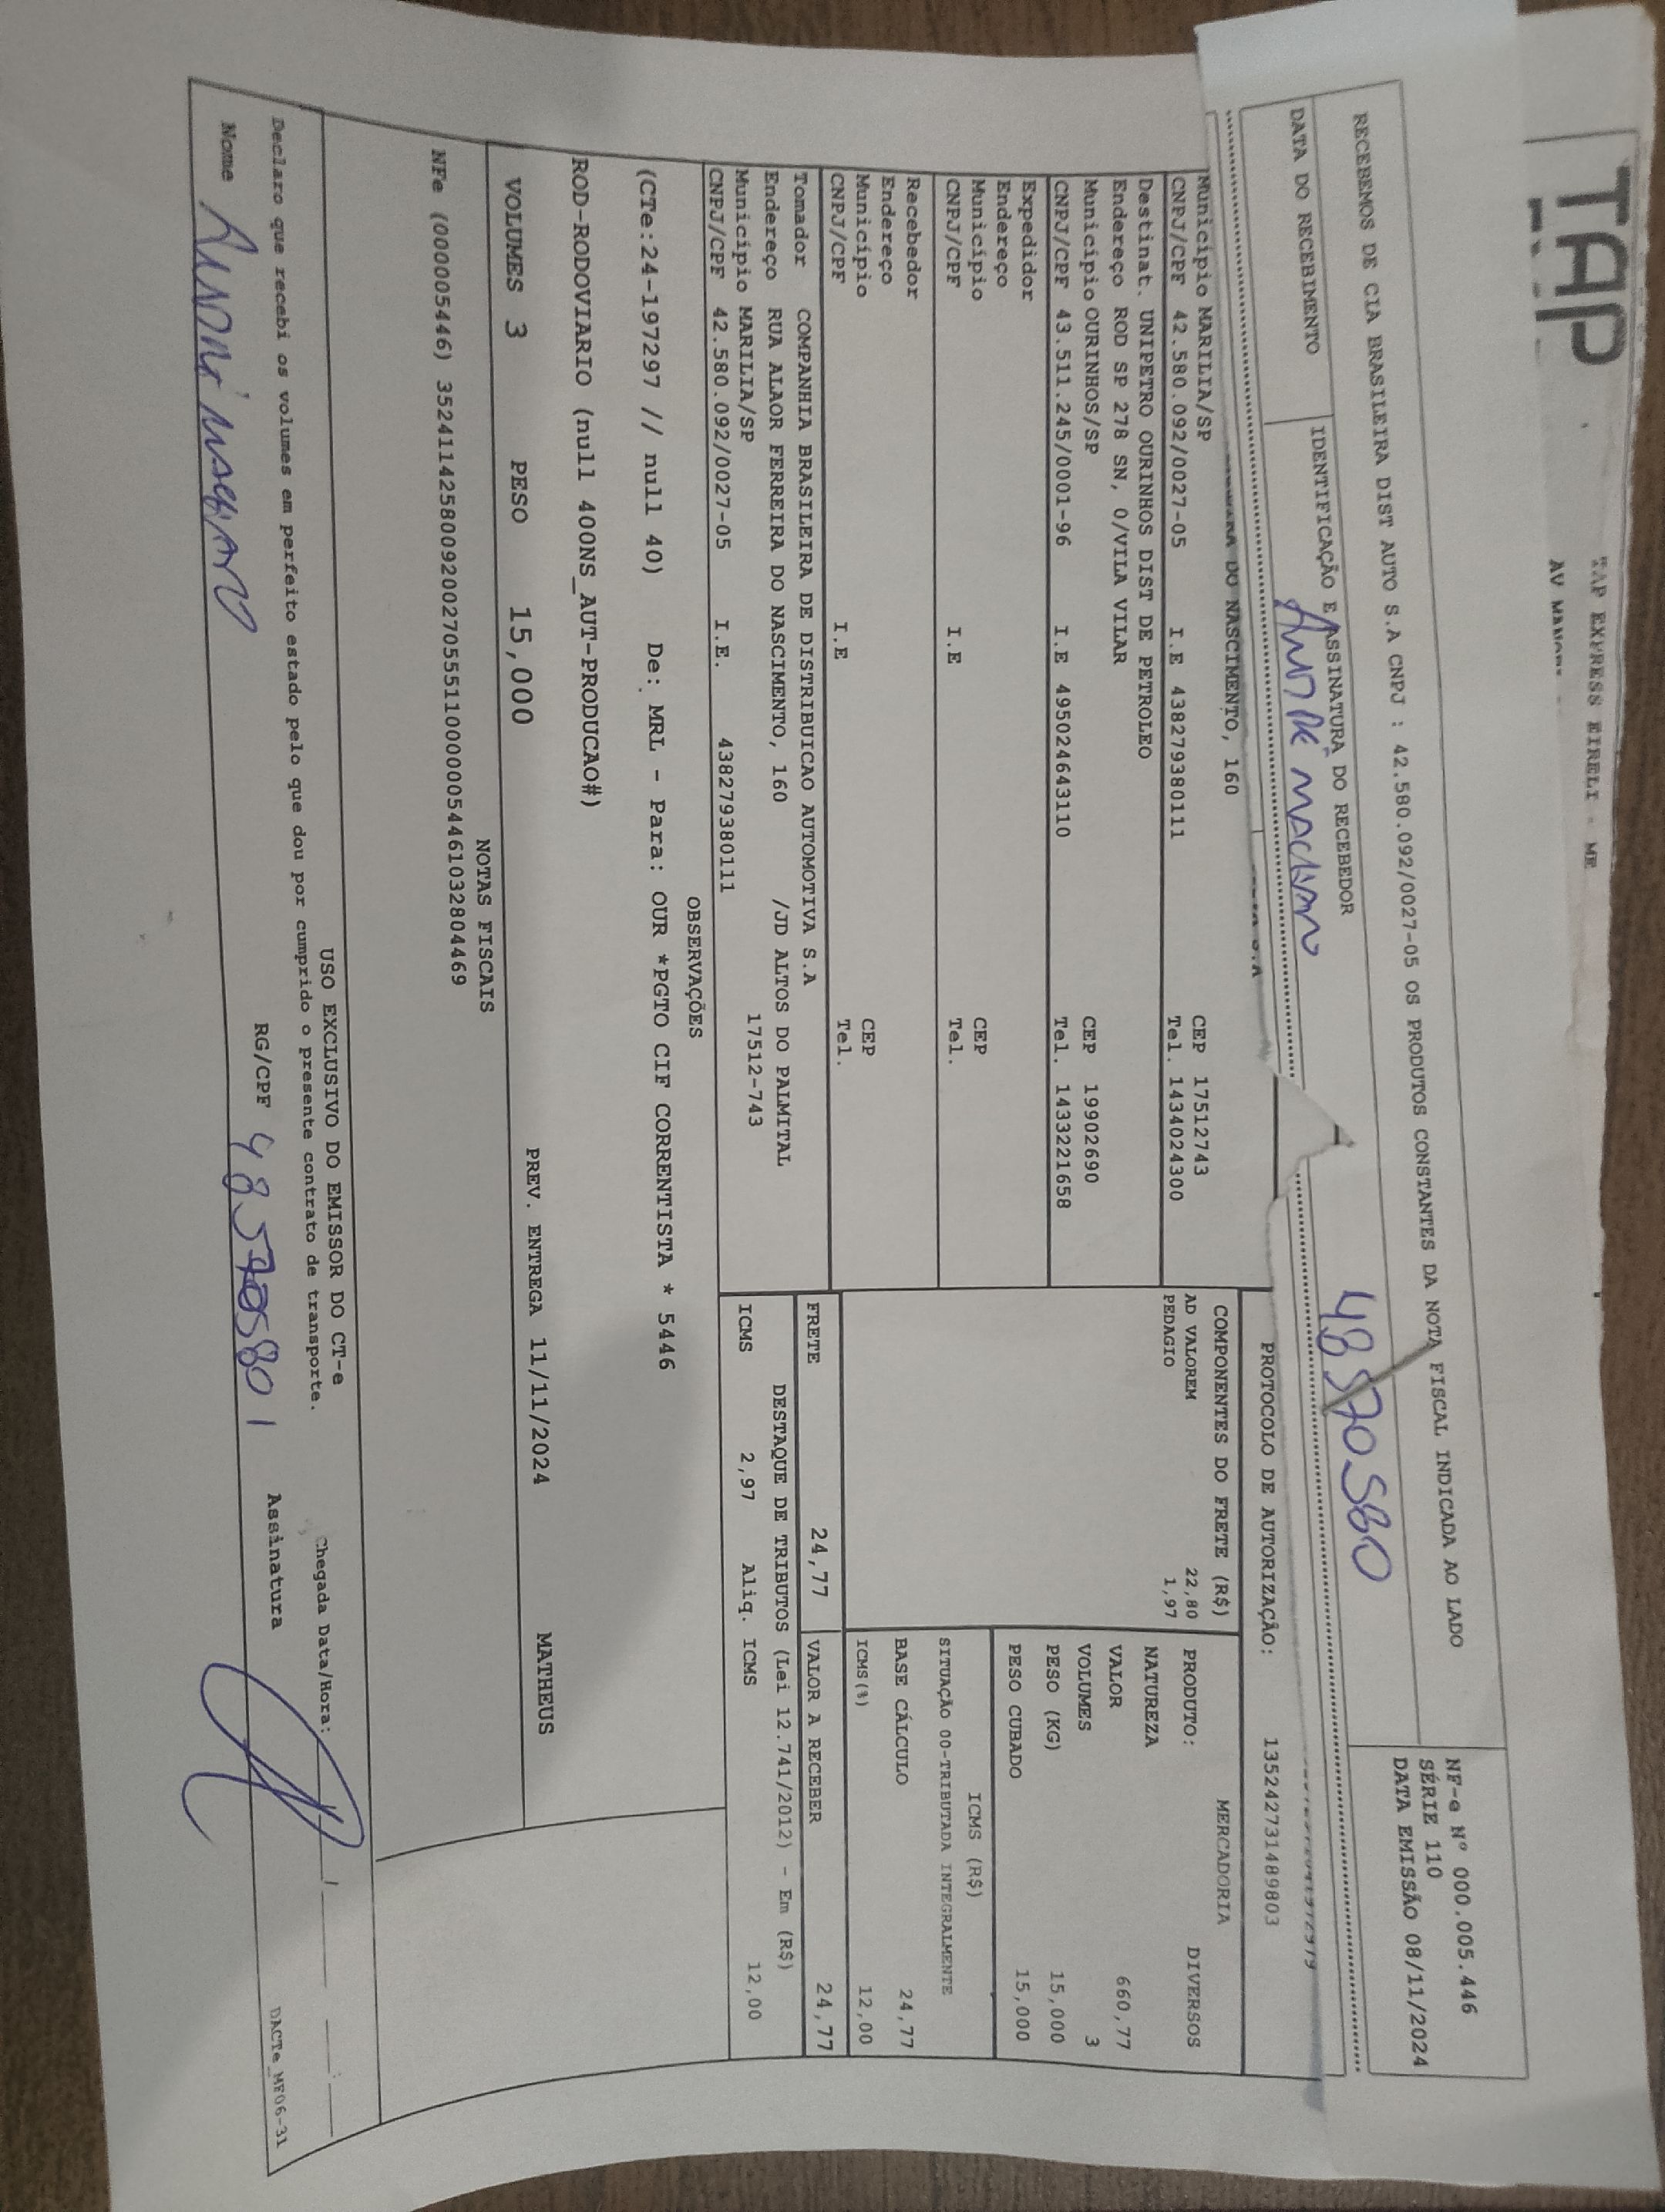 TAP
TAP EXPRESS EIRELI - ME
RECEBEMOS DE CIA BRASILEIRA DIST AUTO S.A CNPJ : 42.580.092/0027-05 OS PRODUTOS CONSTANTES DA NOTA FISCAL INDICADA AO LADO
NF-e Nº 000.005.446
SÉRIE 110
DATA EMISSÃO 08/11/2024
DATA DO RECEBIMENTO
IDENTIFICAÇÃO E ASSINATURA DO RECEBEDOR
48570580
DO NASCIMENTO, 160
PROTOCOLO DE AUTORIZAÇÃO: 135242731489803
Município MARILIA/SP CEP 17512743
CNPJ/CPF 42.580.092/0027-05 I.E 438279380111 Tel. 1434024300
Destinat. UNIPETRO OURINHOS DIST DE PETROLEO
Endereço ROD SP 278 SN, 0/VILA VILAR
Município OURINHOS/SP CEP 19902690
CNPJ/CPF 43.511.245/0001-96 I.E 495024643110 Tel. 1433221658
Expedidor
Endereço
Município CEP
CNPJ/CPF I.E Tel.
Recebedor
Endereço
Município CEP
CNPJ/CPF I.E Tel.
Tomador COMPANHIA BRASILEIRA DE DISTRIBUICAO AUTOMOTIVA S.A
Endereço RUA ALAOR FERREIRA DO NASCIMENTO, 160 /JD ALTOS DO PALMITAL
Município MARILIA/SP 17512-743
CNPJ/CPF 42.580.092/0027-05 I.E. 438279380111
COMPONENTES DO FRETE (R$)
AD VALOREM 22,80
PEDAGIO 1,97
MERCADORIA
PRODUTO: DIVERSOS
NATUREZA
VALOR 660,77
VOLUMES 3
PESO (KG) 15,000
PESO CUBADO 15,000
ICMS (R$)
SITUAÇÃO 00-TRIBUTADA INTEGRALMENTE
BASE CÁLCULO 24,77
ICMS(%) 12,00
FRETE 24,77 VALOR A RECEBER 24,77
DESTAQUE DE TRIBUTOS (Lei 12.741/2012) - Em (R$)
ICMS 2,97 Aliq. ICMS 12,00
OBSERVAÇÕES
(CTe:24-197297 // null 40) De: MRL - Para: OUR *PGTO CIF CORRENTISTA * 5446
ROD-RODOVIARIO (null 400NS_AUT-PRODUCAO#)
VOLUMES 3 PESO 15,000 PREV. ENTREGA 11/11/2024 MATHEUS
NOTAS FISCAIS
NFe (000005446) 35241142580092002705551100000054461032804469
USO EXCLUSIVO DO EMISSOR DO CT-e
Declaro que recebi os volumes em perfeito estado pelo que dou por cumprido o presente contrato de transporte.
Chegada Data/Hora:
Nome RG/CPF Assinatura
DACTe_MF06-31